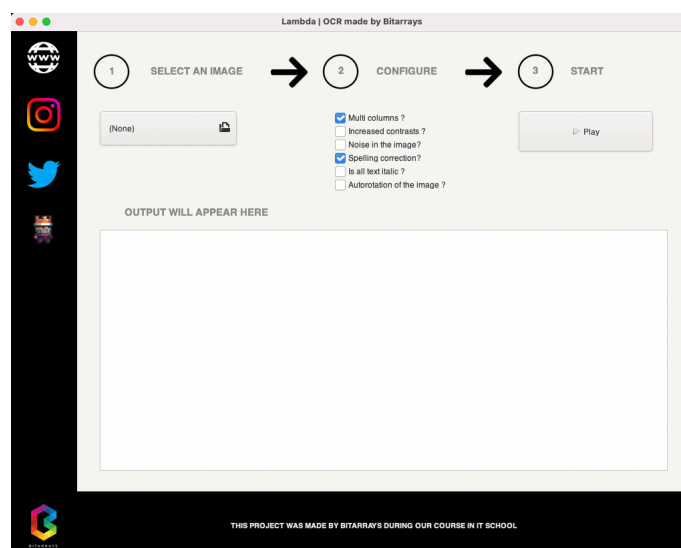 Lambda | OCR made by Bitarrays
WWW
1 SELECT AN IMAGE 2 CONFIGURE 3 START
(None)
Multi columns ?
Increased contrasts ?
Noise in the image?
Spelling correction?
Is all text italic ?
Autorotation of the image ?
Play
OUTPUT WILL APPEAR HERE
BITARRAYS
THIS PROJECT WAS MADE BY BITARRAYS DURING OUR COURSE IN IT SCHOOL